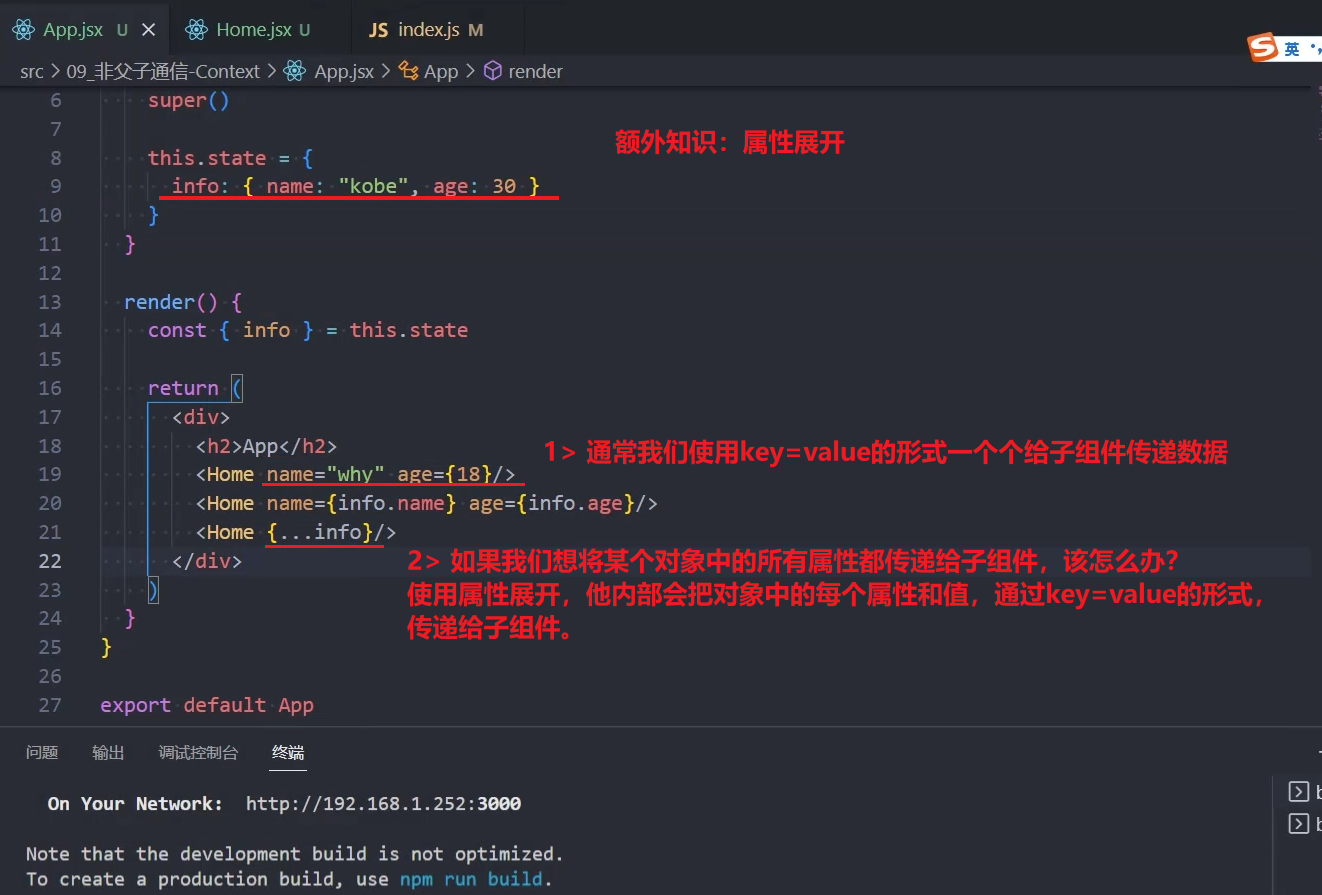 App.jsx U × Home.jsx U JS index.js M
英
src > 09_非父子通信-Context > App.jsx > App > render
6 super()
7
额外知识：属性展开
8 this.state = {
9 info: { name: "kobe", age: 30 }
10 }
11 }
12
13 render() {
14 const { info } = this.state
15
16 return (
17 <div>
18 <h2>App</h2>
1> 通常我们使用key=value的形式一个个给子组件传递数据
19 <Home name="why" age={18}/>
20 <Home name={info.name} age={info.age}/>
21 <Home {...info}/>
22 </div>
2> 如果我们想将某个对象中的所有属性都传递给子组件，该怎么办？
使用属性展开，他内部会把对象中的每个属性和值，通过key=value的形式，
传递给子组件。
23 )
24 }
25 }
26
27 export default App
问题 输出 调试控制台 终端
On Your Network: http://192.168.1.252:3000
Note that the development build is not optimized.
To create a production build, use npm run build.